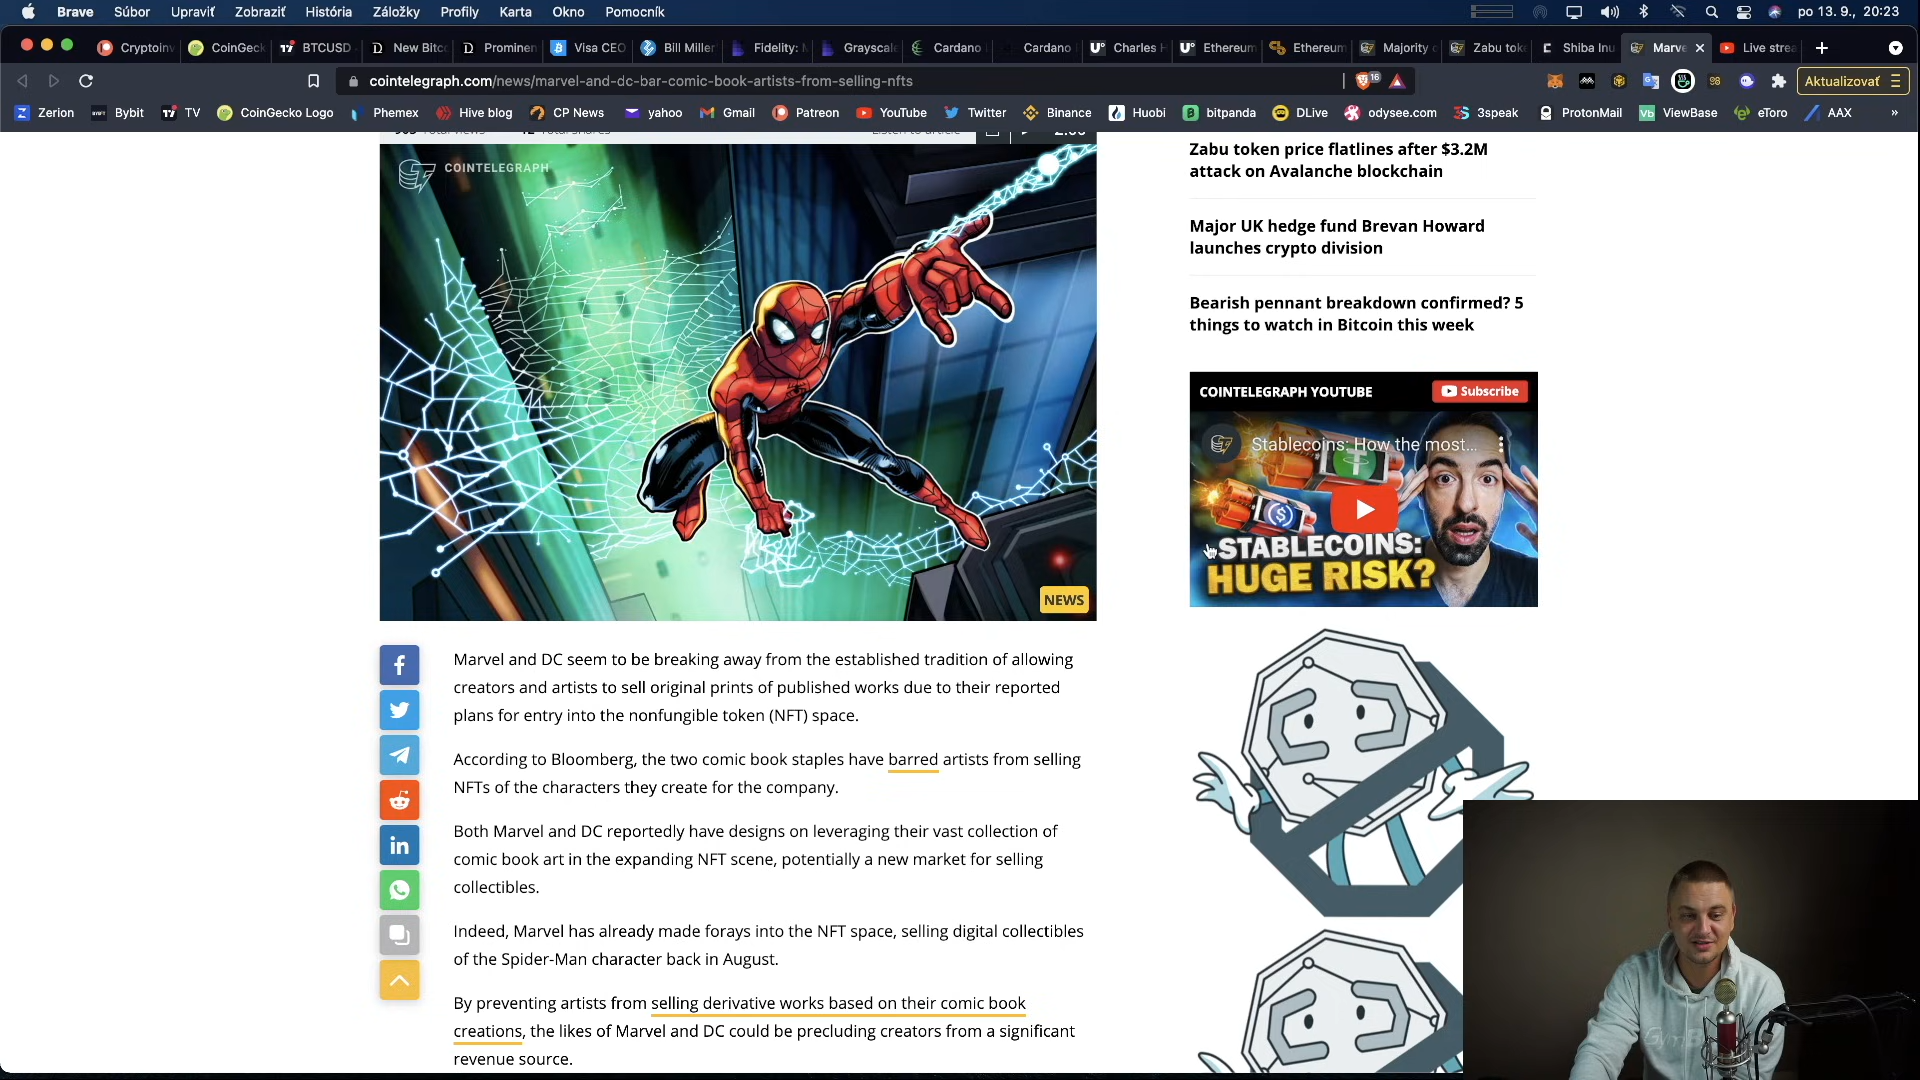 Brave Súbor Upraviť Zobraziť História Záložky Profily Karta Okno Pomocník po 13. 9., 20:23
Cryptoinv CoinGeck BTCUSD New Bitc Prominen Visa CEO Bill Miller' Fidelity: M Grayscale Cardano Cardano Charles H Ethereum Ethereum Majority o Zabu tok Shiba Inu Marve Live strea
cointelegraph.com/news/marvel-and-dc-bar-comic-book-artists-from-selling-nfts 16 Aktualizovať
Zerion Bybit TV CoinGecko Logo Phemex Hive blog CP News yahoo Gmail Patreon YouTube Twitter Binance Huobi bitpanda DLive odysee.com 3speak ProtonMail ViewBase eToro AAX »
COINTELEGRAPH
NEWS
Marvel and DC seem to be breaking away from the established tradition of allowing
creators and artists to sell original prints of published works due to their reported
plans for entry into the nonfungible token (NFT) space.
According to Bloomberg, the two comic book staples have barred artists from selling
NFTs of the characters they create for the company.
Both Marvel and DC reportedly have designs on leveraging their vast collection of
comic book art in the expanding NFT scene, potentially a new market for selling
collectibles.
Indeed, Marvel has already made forays into the NFT space, selling digital collectibles
of the Spider-Man character back in August.
By preventing artists from selling derivative works based on their comic book
creations, the likes of Marvel and DC could be precluding creators from a significant
revenue source.
Zabu token price flatlines after $3.2M
attack on Avalanche blockchain
Major UK hedge fund Brevan Howard
launches crypto division
Bearish pennant breakdown confirmed? 5
things to watch in Bitcoin this week
COINTELEGRAPH YOUTUBE Subscribe
Stablecoins: How the most...
STABLECOINS:
HUGE RISK?